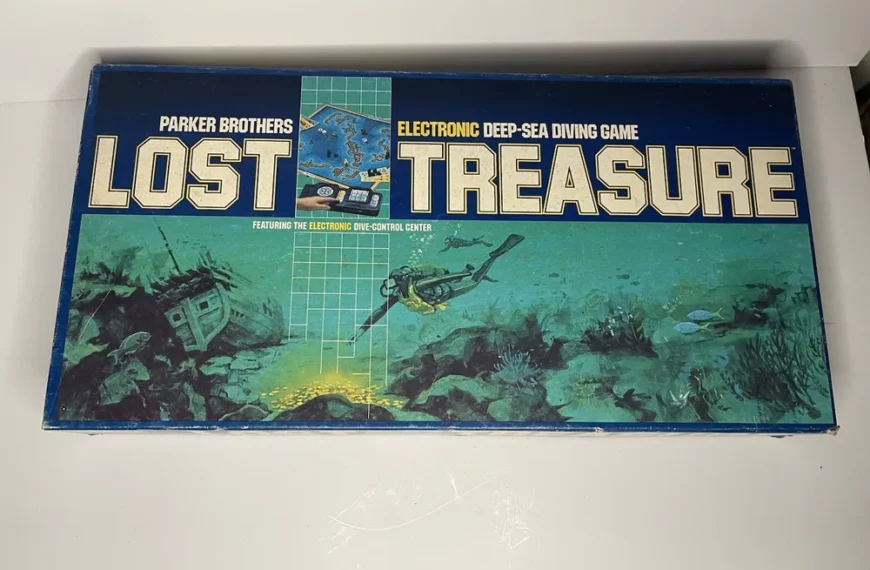 PARKER BROTHERS
ELECTRONIC DEEP-SEA DIVING GAME
LOST TREASURE
FEATURING THE ELECTRONIC DIVE-CONTROL CENTER